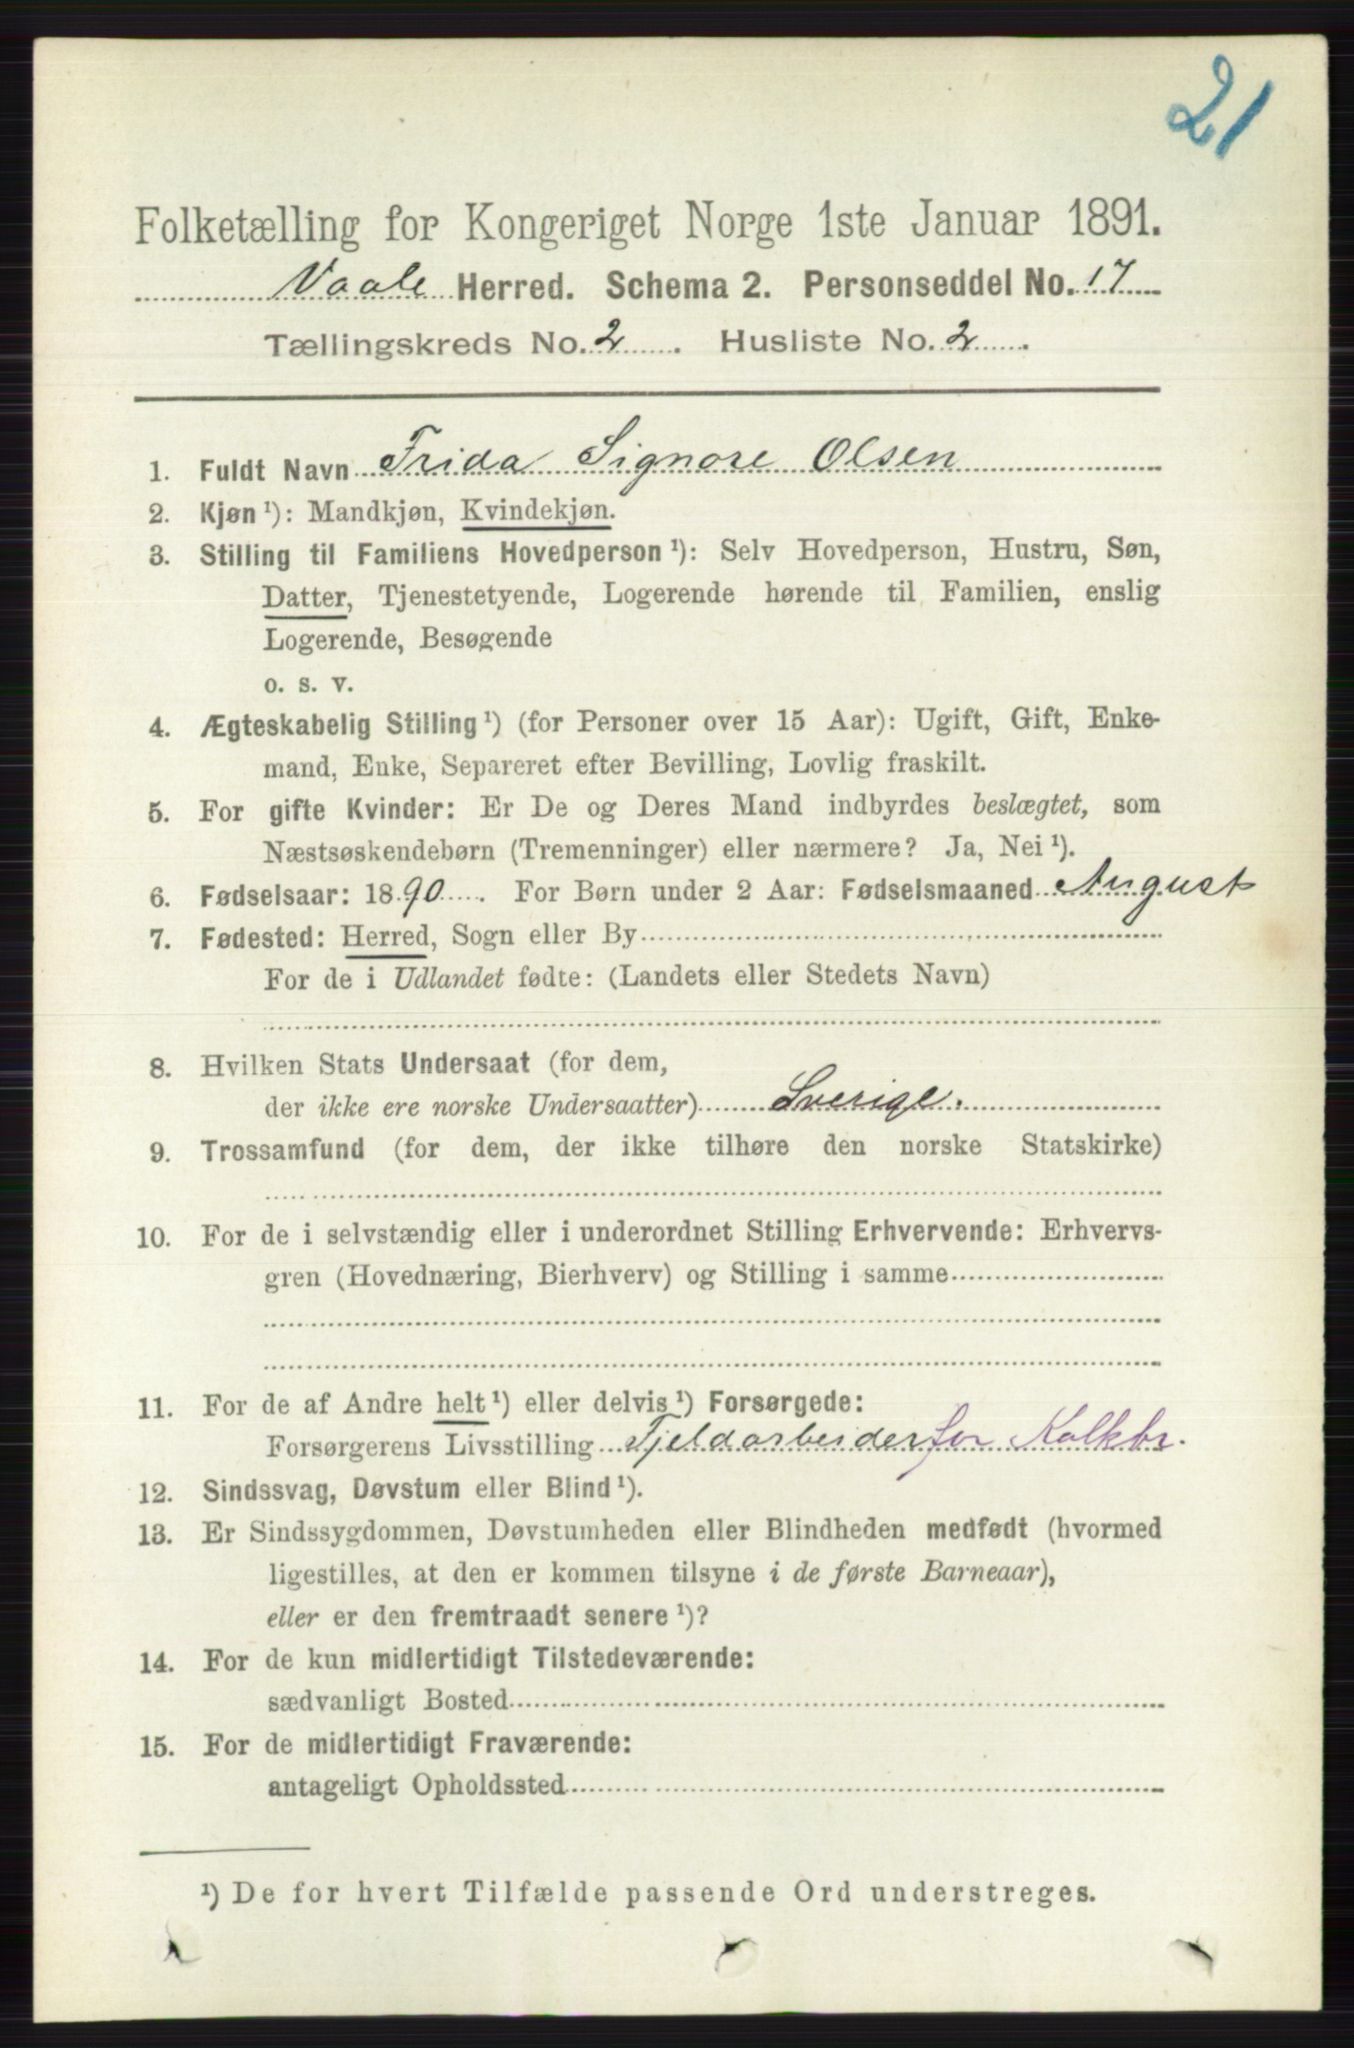 21
Folketælling for Kongeriget Norge 1ste Januar 1891.
Vaale Herred. Schema 2. Personseddel No. 17
Tællingskreds No. 2. Husliste No. 2.
1. Fuldt Navn Frida Signore Olsen
2. Kjøn ¹): Mandkjøn, Kvindekjøn.
3. Stilling til Familiens Hovedperson ¹): Selv Hovedperson, Hustru, Søn,
Datter, Tjenestetyende, Logerende hørende til Familien, enslig
Logerende, Besøgende
o. s. v.
4. Ægteskabelig Stilling ¹) (for Personer over 15 Aar): Ugift, Gift, Enke-
mand, Enke, Separeret efter Bevilling, Lovlig fraskilt.
5. For gifte Kvinder: Er De og Deres Mand indbyrdes beslægtet, som
Næstsøskendebørn (Tremenninger) eller nærmere? Ja, Nei ¹).
6. Fødselsaar: 1890. For Børn under 2 Aar: Fødselsmaaned August
7. Fødested: Herred, Sogn eller By
For de i Udlandet fødte: (Landets eller Stedets Navn)
8. Hvilken Stats Undersaat (for dem,
der ikke ere norske Undersaatter) Sverige.
9. Trossamfund (for dem, der ikke tilhøre den norske Statskirke)
10. For de i selvstændig eller i underordnet Stilling Erhvervende: Erhvervs-
gren (Hovednæring, Bierhverv) og Stilling i samme
11. For de af Andre helt ¹) eller delvis ¹) Forsørgede:
Forsørgerens Livsstilling Fjeldarbeider for Kalkbr.
12. Sindssvag, Døvstum eller Blind ¹).
13. Er Sindssygdommen, Døvstumheden eller Blindheden medfødt (hvormed
ligestilles, at den er kommen tilsyne i de første Barneaar),
eller er den fremtraadt senere ¹)?
14. For de kun midlertidigt Tilstedeværende:
sædvanligt Bosted
15. For de midlertidigt Fraværende:
antageligt Opholdssted
¹) De for hvert Tilfælde passende Ord understreges.